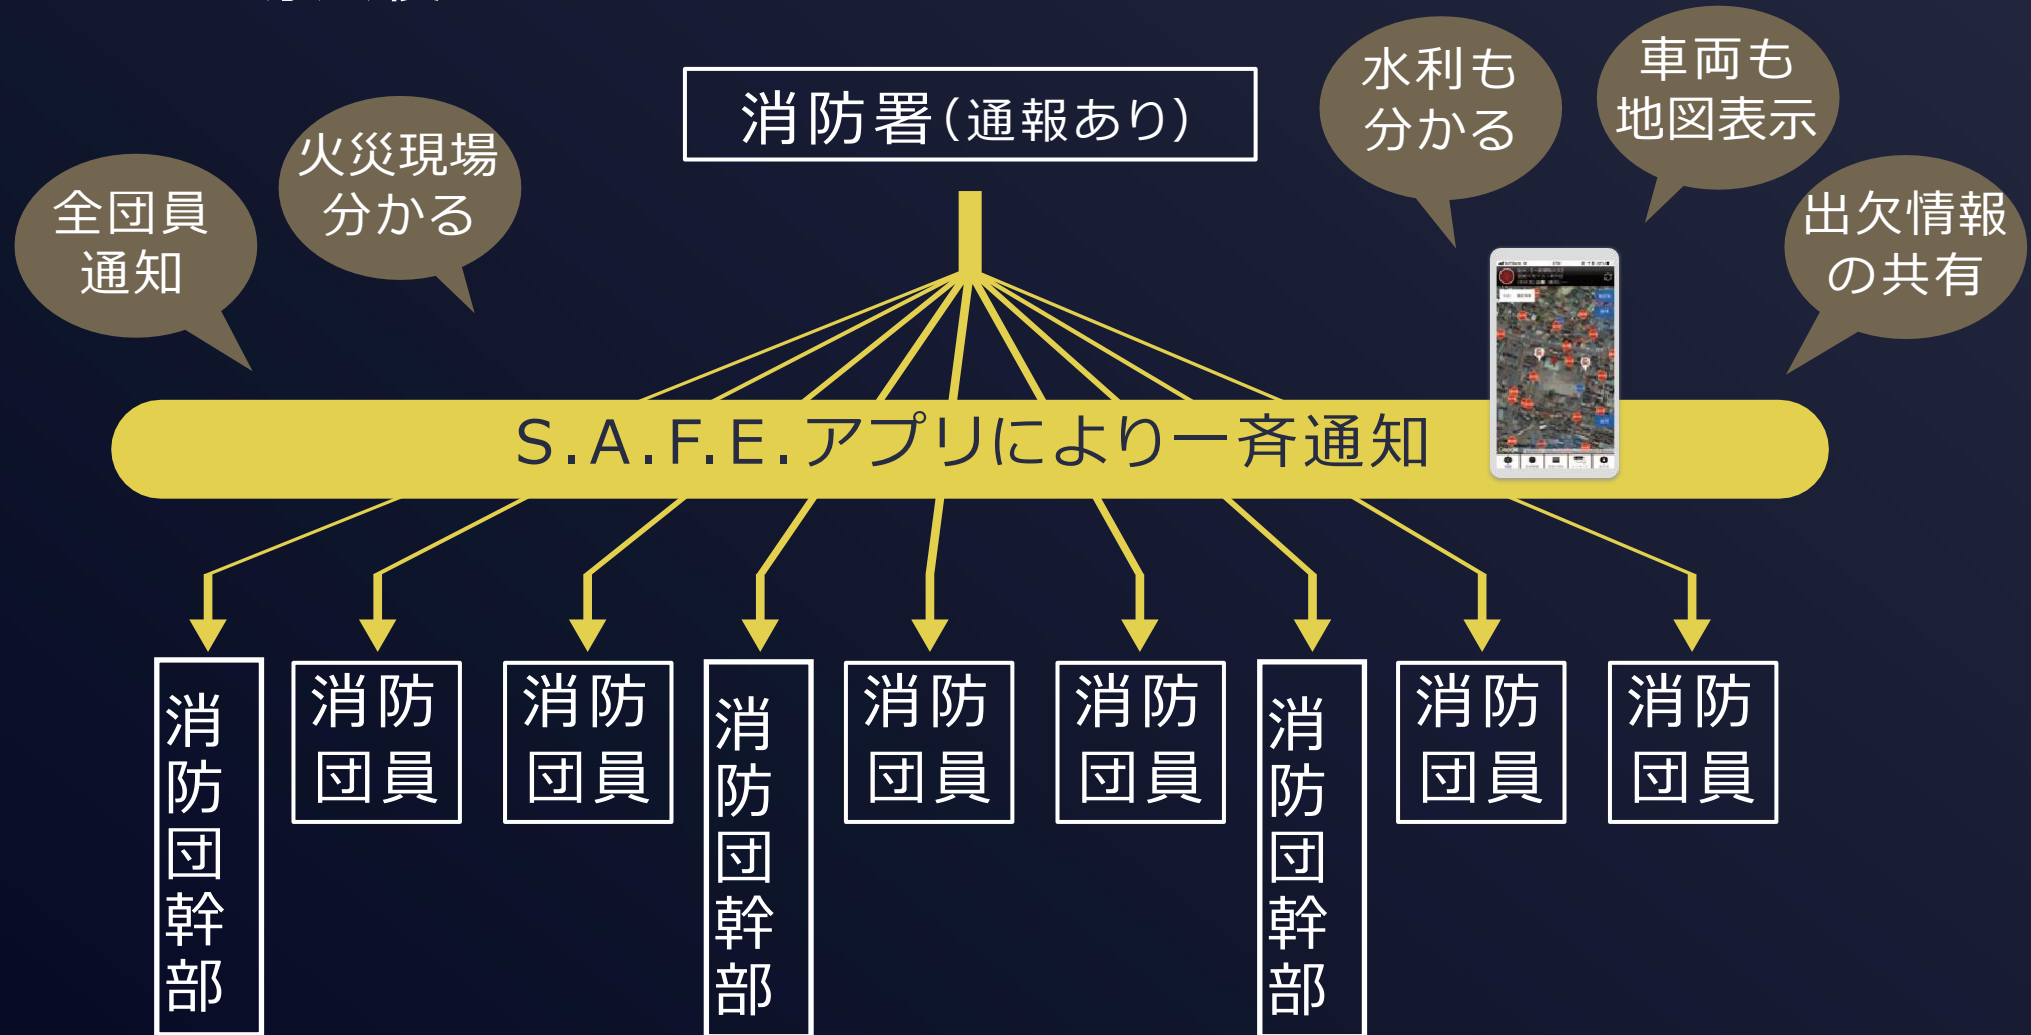 消防署（通報あり）
全団員
通知
火災現場
分かる
水利も
分かる
車両も
地図表示
出欠情報
の共有
S.A.F.E.アプリにより一斉通知
消防団幹部
消防
団員
消防
団員
消防団幹部
消防
団員
消防
団員
消防団幹部
消防
団員
消防
団員